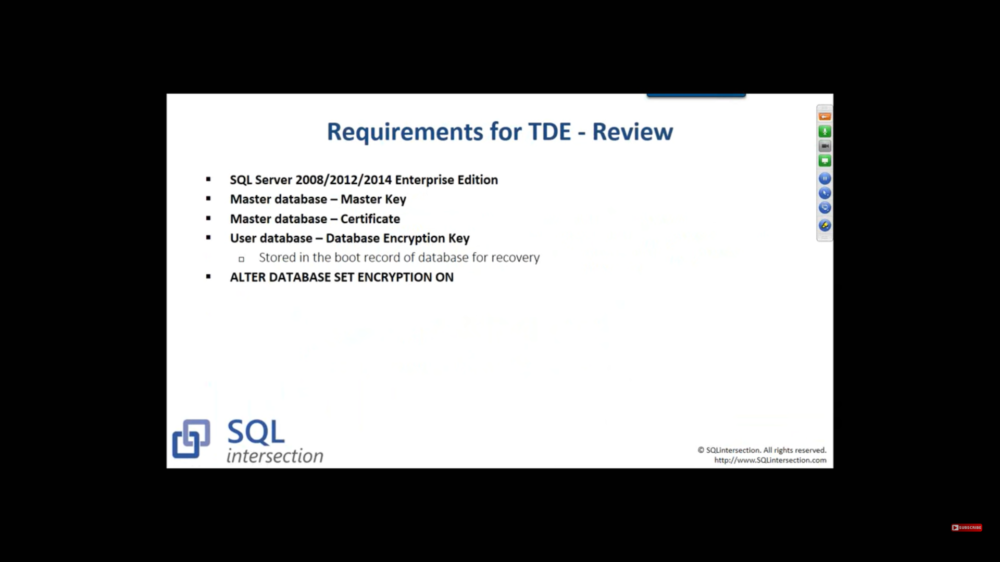 Requirements for TDE - Review
▪ SQL Server 2008/2012/2014 Enterprise Edition
▪ Master database – Master Key
▪ Master database – Certificate
▪ User database – Database Encryption Key
▫ Stored in the boot record of database for recovery
▪ ALTER DATABASE SET ENCRYPTION ON
SQL
intersection
© SQLintersection. All rights reserved.
http://www.SQLintersection.com
SUBSCRIBE